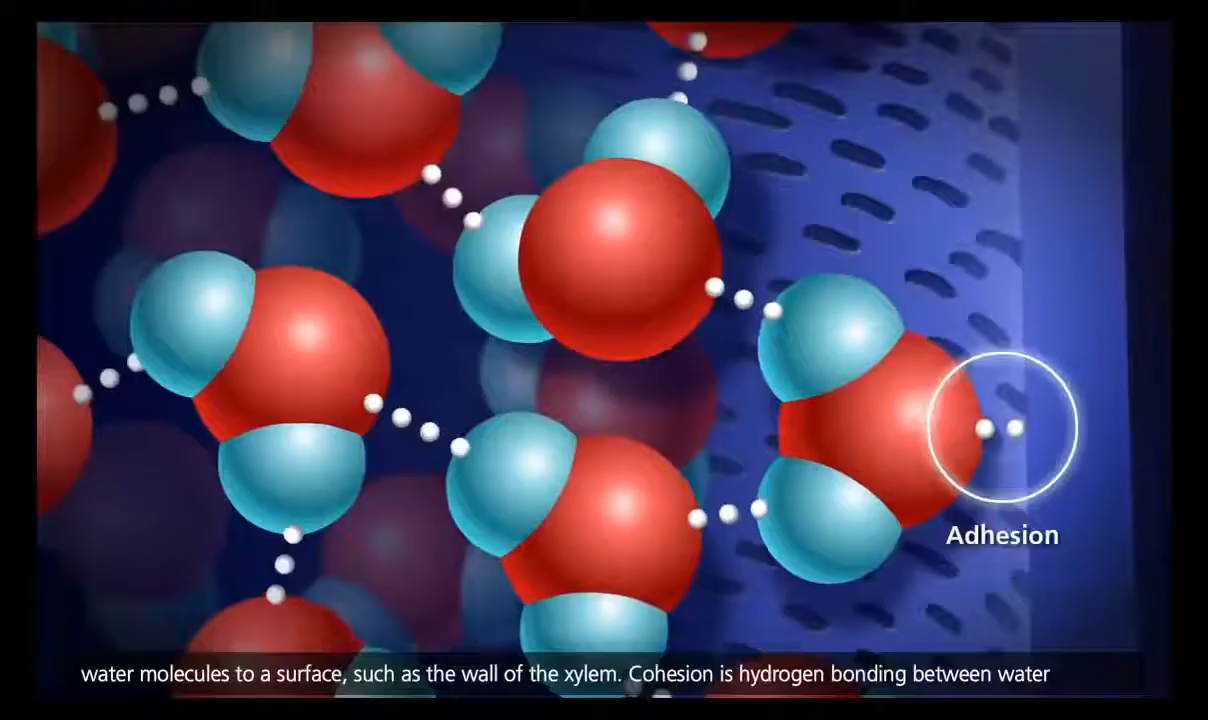 Adhesion
water molecules to a surface, such as the wall of the xylem. Cohesion is hydrogen bonding between water